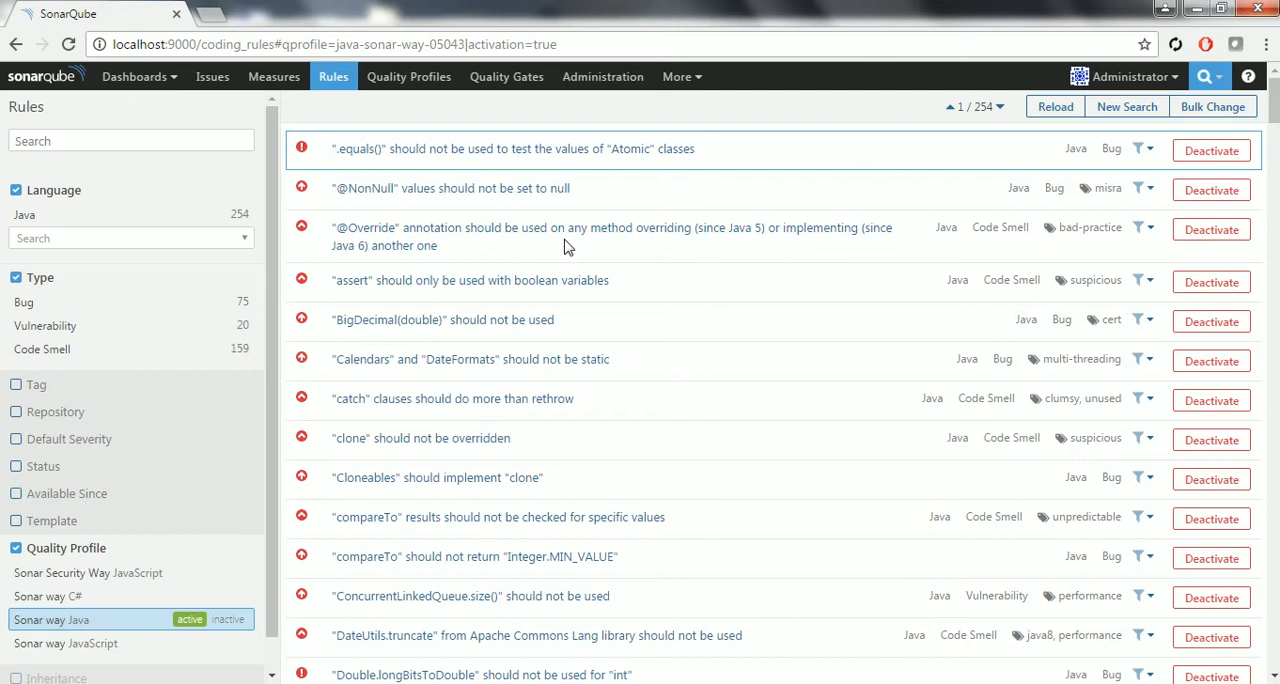 SonarQube
localhost:9000/coding_rules#qprofile=java-sonar-way-05043|activation=true
sonarqube Dashboards Issues Measures Rules Quality Profiles Quality Gates Administration More Administrator ?
Rules
1 / 254 Reload New Search Bulk Change
Search
Language
Java 254
Search
Type
Bug 75
Vulnerability 20
Code Smell 159
Tag
Repository
Default Severity
Status
Available Since
Template
Quality Profile
Sonar Security Way JavaScript
Sonar way C#
Sonar way Java active inactive
Sonar way JavaScript
Inheritance
".equals()" should not be used to test the values of "Atomic" classes Java Bug Deactivate
"@NonNull" values should not be set to null Java Bug misra Deactivate
"@Override" annotation should be used on any method overriding (since Java 5) or implementing (since Java Code Smell bad-practice Deactivate
Java 6) another one
"assert" should only be used with boolean variables Java Code Smell suspicious Deactivate
"BigDecimal(double)" should not be used Java Bug cert Deactivate
"Calendars" and "DateFormats" should not be static Java Bug multi-threading Deactivate
"catch" clauses should do more than rethrow Java Code Smell clumsy, unused Deactivate
"clone" should not be overridden Java Code Smell suspicious Deactivate
"Cloneables" should implement "clone" Java Bug Deactivate
"compareTo" results should not be checked for specific values Java Code Smell unpredictable Deactivate
"compareTo" should not return "Integer.MIN_VALUE" Java Bug Deactivate
"ConcurrentLinkedQueue.size()" should not be used Java Vulnerability performance Deactivate
"DateUtils.truncate" from Apache Commons Lang library should not be used Java Code Smell java8, performance Deactivate
"Double.longBitsToDouble" should not be used for "int" Java Bug Deactivate